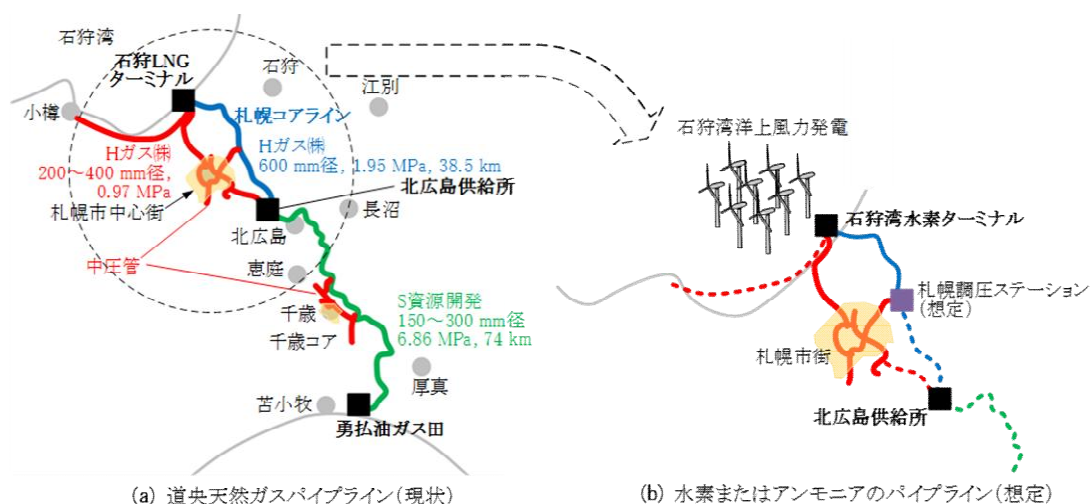 石狩湾
石狩LNG
ターミナル
石狩
江別
小樽
札幌コアライン
Hガス㈱
600 mm径, 1.95 MPa, 38.5 km
Hガス㈱
200～400 mm径,
0.97 MPa
札幌市中心街
北広島供給所
長沼
北広島
中圧管
恵庭
S資源開発
150～300 mm径
6.86 MPa, 74 km
千歳
千歳コア
厚真
苫小牧
勇払油ガス田
(a) 道央天然ガスパイプライン(現状)
石狩湾洋上風力発電
石狩湾水素ターミナル
札幌調圧ステーション
(想定)
札幌市街
北広島供給所
(b) 水素またはアンモニアのパイプライン(想定)